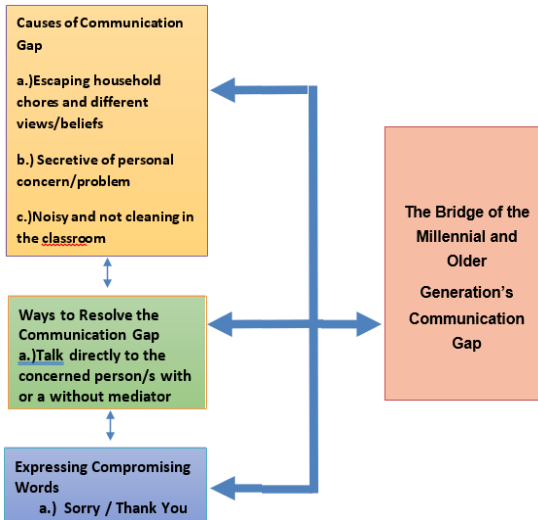 Causes of Communication
Gap
a.)Escaping household
chores and different
views/beliefs
b.) Secretive of personal
concern/problem
c.)Noisy and not cleaning in
the classroom
Ways to Resolve the
Communication Gap
a.)Talk directly to the
concerned person/s with
or a without mediator
Expressing Compromising
Words
a.) Sorry / Thank You
The Bridge of the
Millennial and
Older
Generation's
Communication
Gap